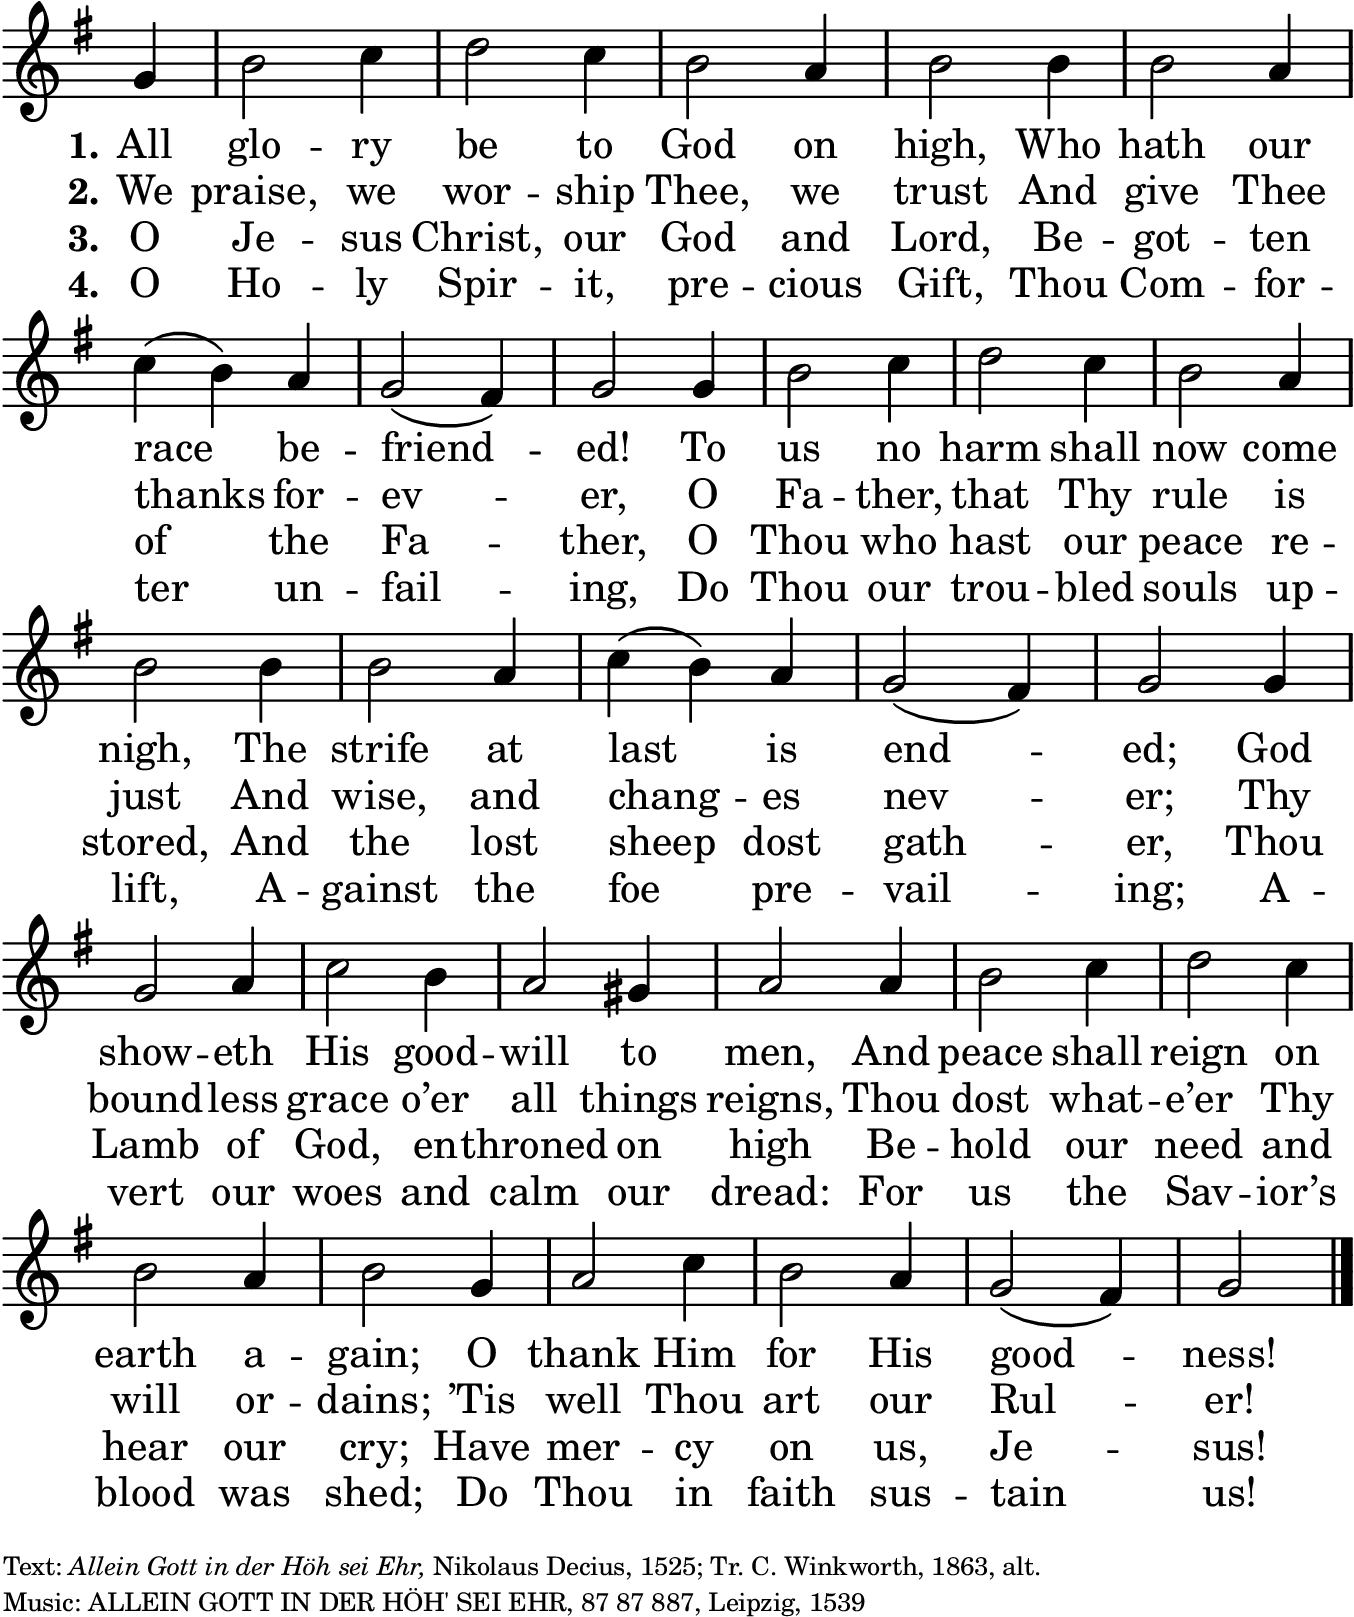 1. All glo - ry be to God on high, Who hath our
2. We praise, we wor - ship Thee, we trust And give Thee
3. O Je - sus Christ, our God and Lord, Be - got - ten
4. O Ho - ly Spir - it, pre - cious Gift, Thou Com - for -
race be - friend - ed! To us no harm shall now come
thanks for - ev - er, O Fa - ther, that Thy rule is
of the Fa - ther, O Thou who hast our peace re -
ter un - fail - ing, Do Thou our trou - bled souls up -
nigh, The strife at last is end - ed; God
just And wise, and chang - es nev - er; Thy
stored, And the lost sheep dost gath - er, Thou
lift, A - gainst the foe pre - vail - ing; A -
show - eth His good - will to men, And peace shall reign on
bound - less grace o’er all things reigns, Thou dost what - e’er Thy
Lamb of God, enthroned on high Be - hold our need and
vert our woes and calm our dread: For us the Sav - ior’s
earth a - gain; O thank Him for His good - ness!
will or - dains; ’Tis well Thou art our Rul - er!
hear our cry; Have mer - cy on us, Je - sus!
blood was shed; Do Thou in faith sus - tain us!
Text: Allein Gott in der Höh sei Ehr, Nikolaus Decius, 1525; Tr. C. Winkworth, 1863, alt.
Music: ALLEIN GOTT IN DER HÖH' SEI EHR, 87 87 887, Leipzig, 1539